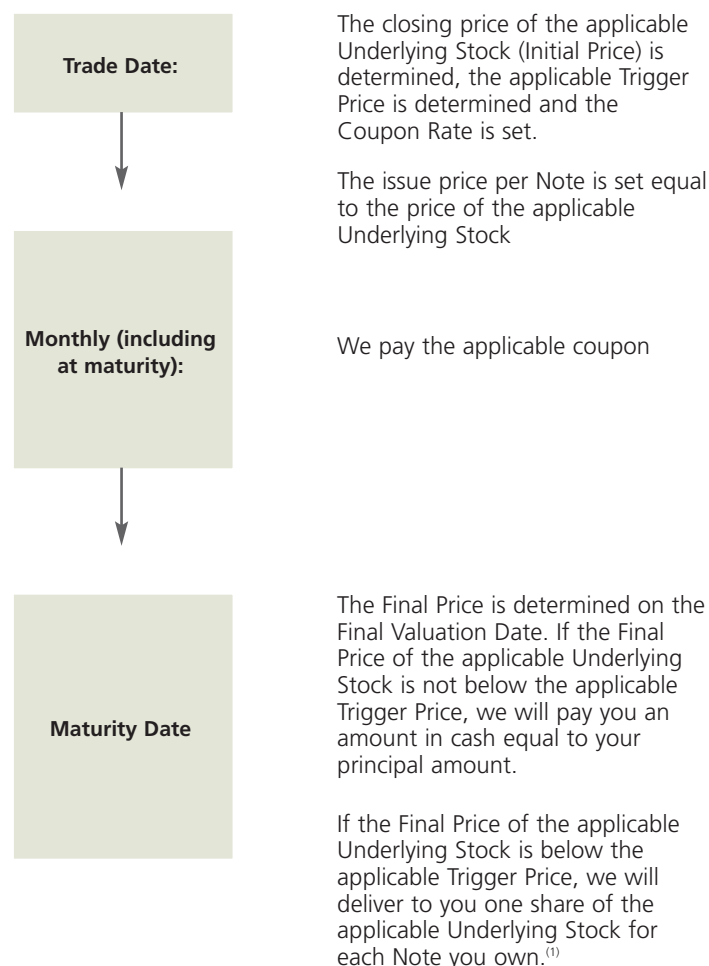 Trade Date:
The closing price of the applicable
Underlying Stock (Initial Price) is
determined, the applicable Trigger
Price is determined and the
Coupon Rate is set.
The issue price per Note is set equal
to the price of the applicable
Underlying Stock
Monthly (including
at maturity):
We pay the applicable coupon
Maturity Date
The Final Price is determined on the
Final Valuation Date. If the Final
Price of the applicable Underlying
Stock is not below the applicable
Trigger Price, we will pay you an
amount in cash equal to your
principal amount.
If the Final Price of the applicable
Underlying Stock is below the
applicable Trigger Price, we will
deliver to you one share of the
applicable Underlying Stock for
each Note you own.(1)